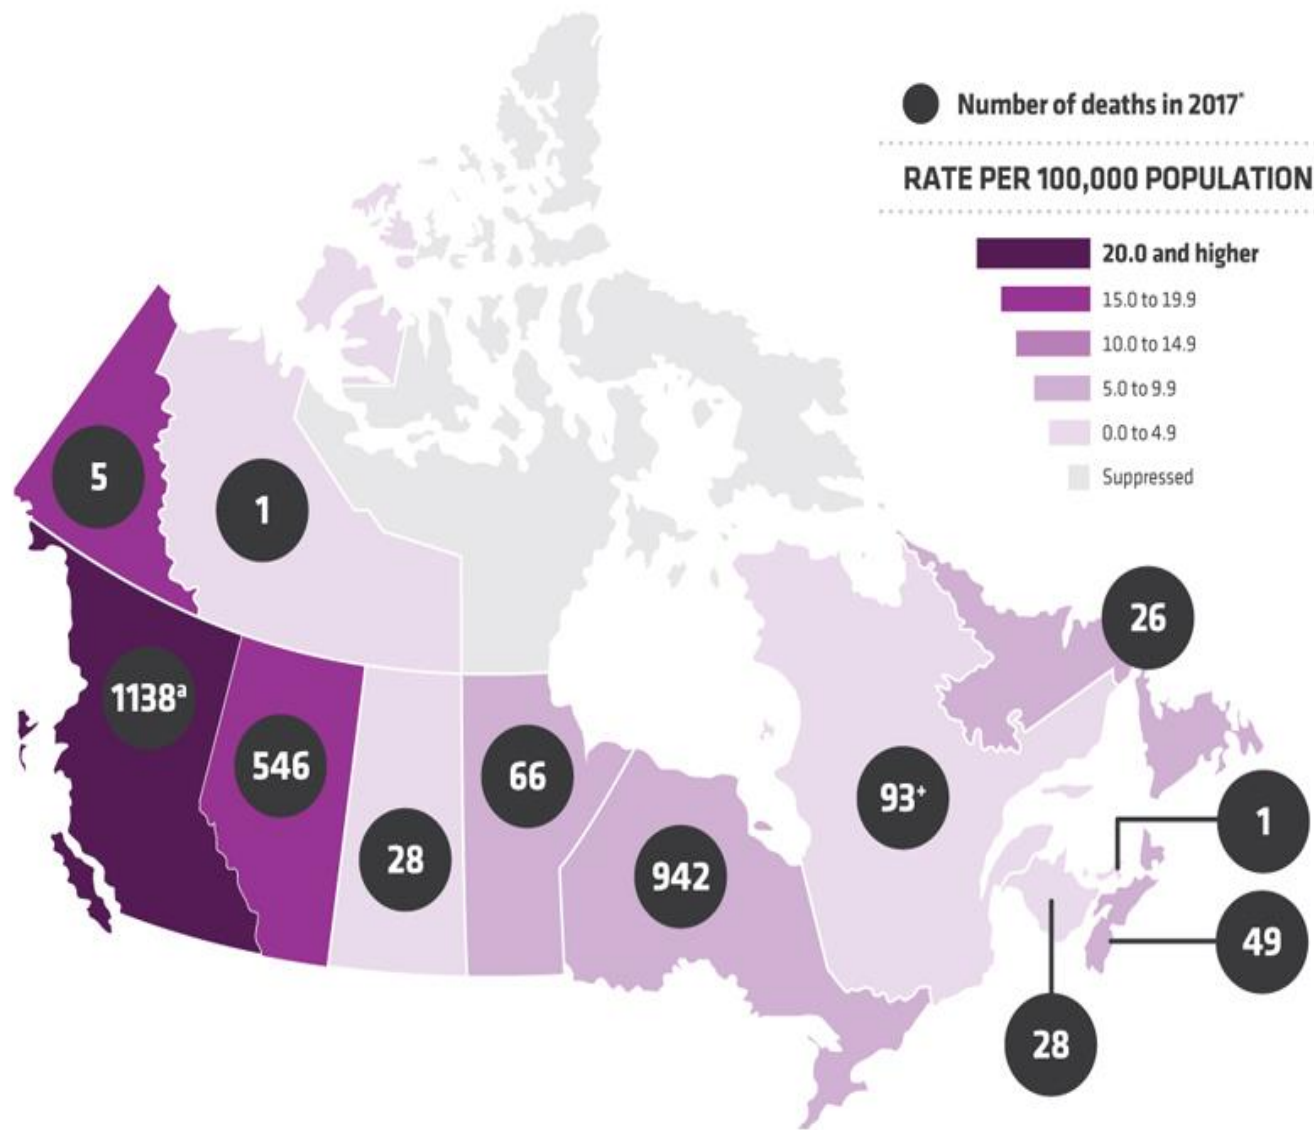 Number of deaths in 2017*
RATE PER 100,000 POPULATION
20.0 and higher
15.0 to 19.9
10.0 to 14.9
5.0 to 9.9
0.0 to 4.9
Suppressed
5
1
26
1138ª
546
66
28
942
93⁺
1
49
28